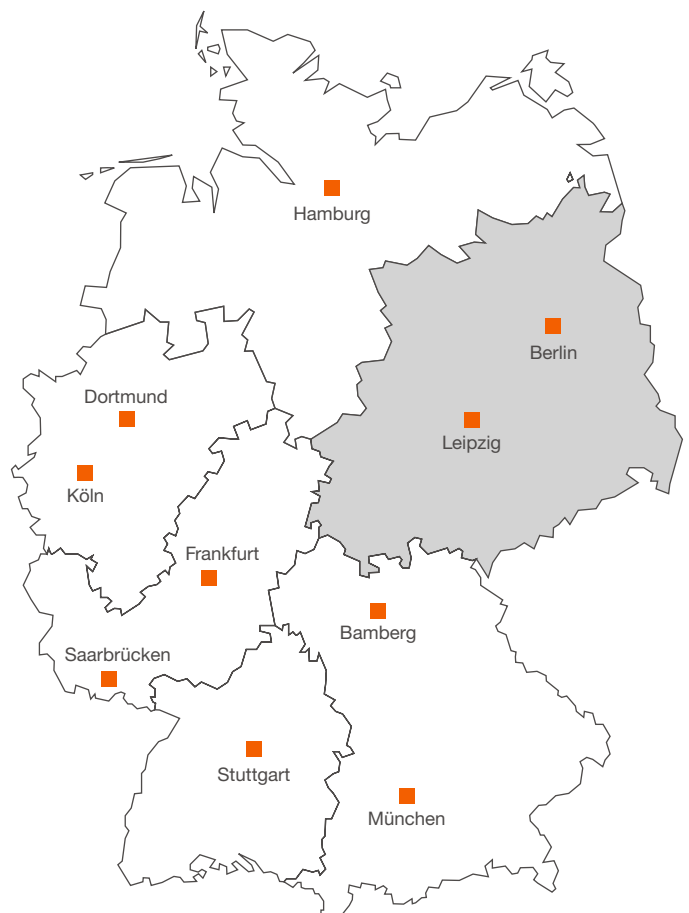 Hamburg
Berlin
Dortmund
Leipzig
Köln
Frankfurt
Bamberg
Saarbrücken
Stuttgart
München